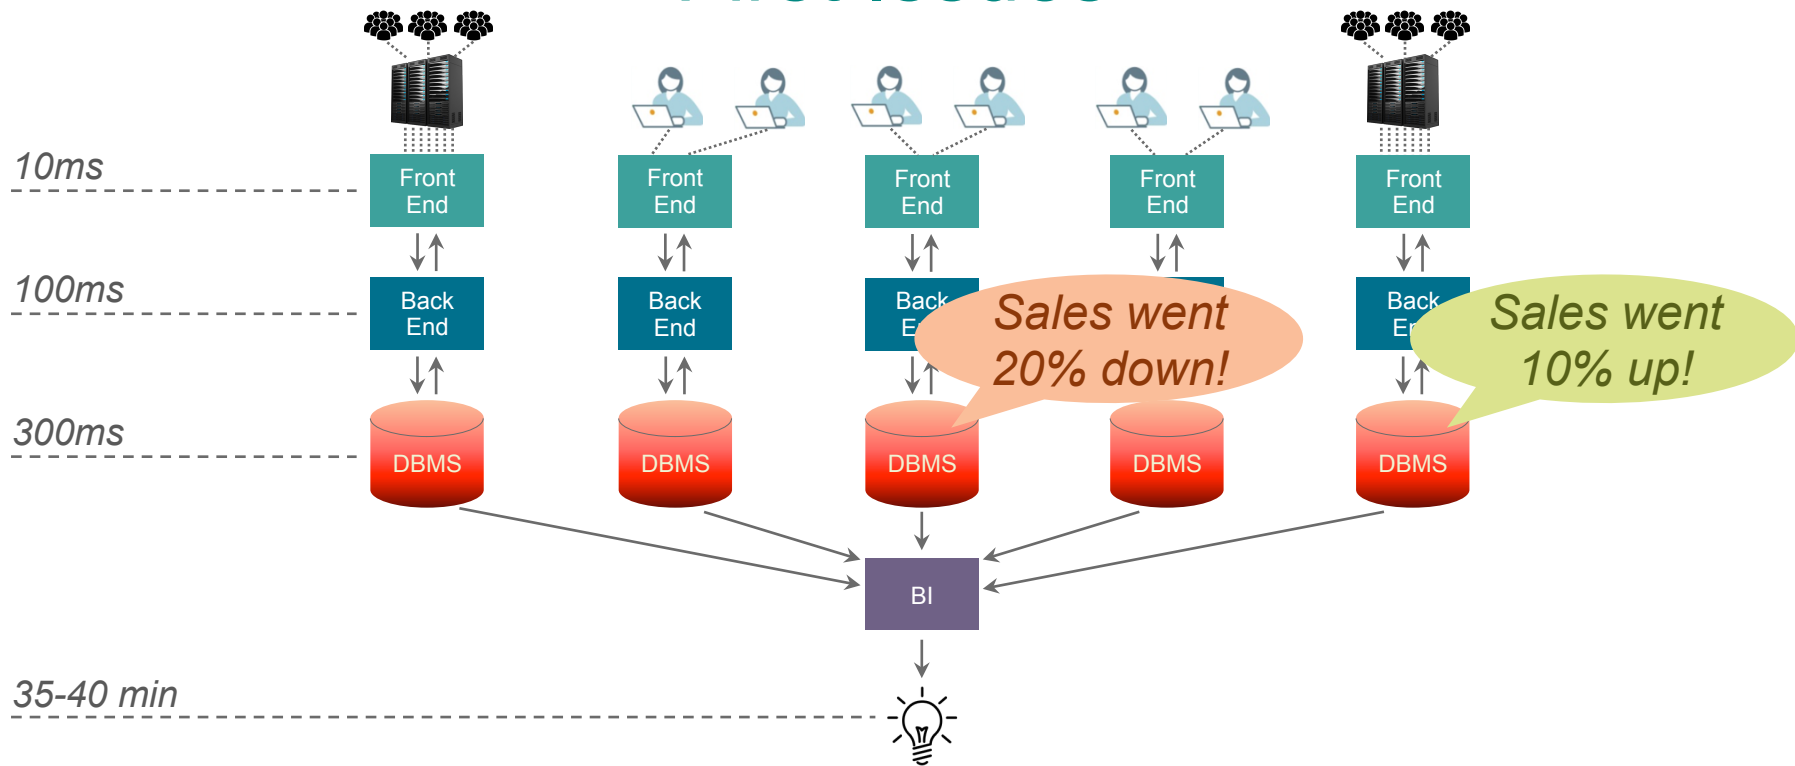 10ms
Front
End
Front
End
Front
End
Front
End
Front
End
100ms
Back
End
Back
End
Back
Back
Sales went
20% down!
Sales went
10% up!
300ms
DBMS
DBMS
DBMS
DBMS
DBMS
BI
35-40 min